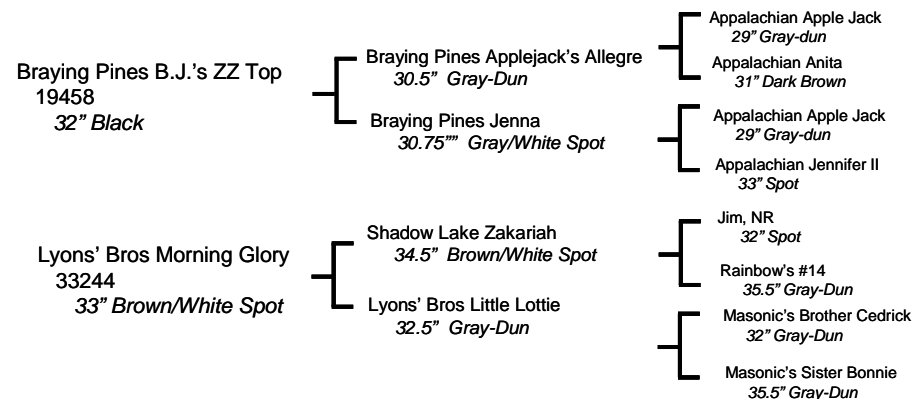 Braying Pines B.J.'s ZZ Top
19458
32" Black
Braying Pines Applejack's Allegre
30.5" Gray-Dun
Braying Pines Jenna
30.75"" Gray/White Spot
Appalachian Apple Jack
29" Gray-dun
Appalachian Anita
31" Dark Brown
Appalachian Apple Jack
29" Gray-dun
Appalachian Jennifer II
33" Spot
Lyons' Bros Morning Glory
33244
33" Brown/White Spot
Shadow Lake Zakariah
34.5" Brown/White Spot
Lyons' Bros Little Lottie
32.5" Gray-Dun
Jim, NR
32" Spot
Rainbow's #14
35.5" Gray-Dun
Masonic's Brother Cedrick
32" Gray-Dun
Masonic's Sister Bonnie
35.5" Gray-Dun